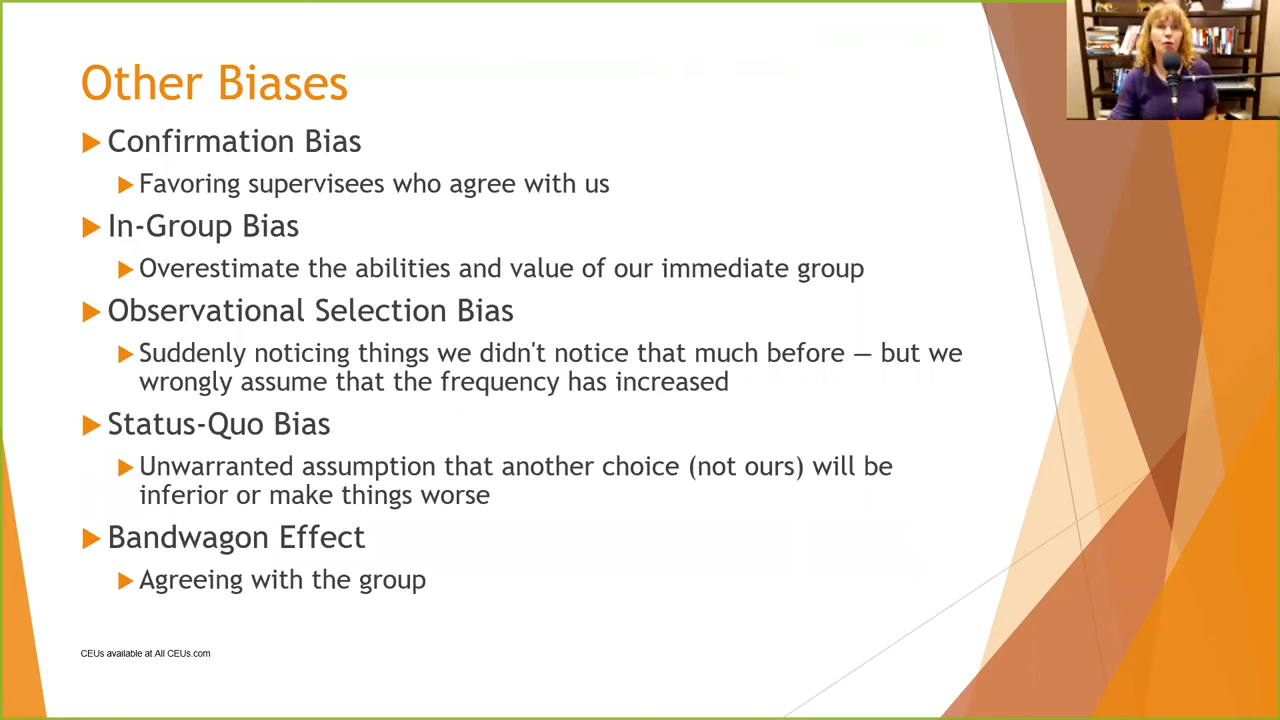 Other Biases
Confirmation Bias
Favoring supervisees who agree with us
In-Group Bias
Overestimate the abilities and value of our immediate group
Observational Selection Bias
Suddenly noticing things we didn't notice that much before — but we
wrongly assume that the frequency has increased
Status-Quo Bias
Unwarranted assumption that another choice (not ours) will be
inferior or make things worse
Bandwagon Effect
Agreeing with the group
CEUs available at All CEUs.com